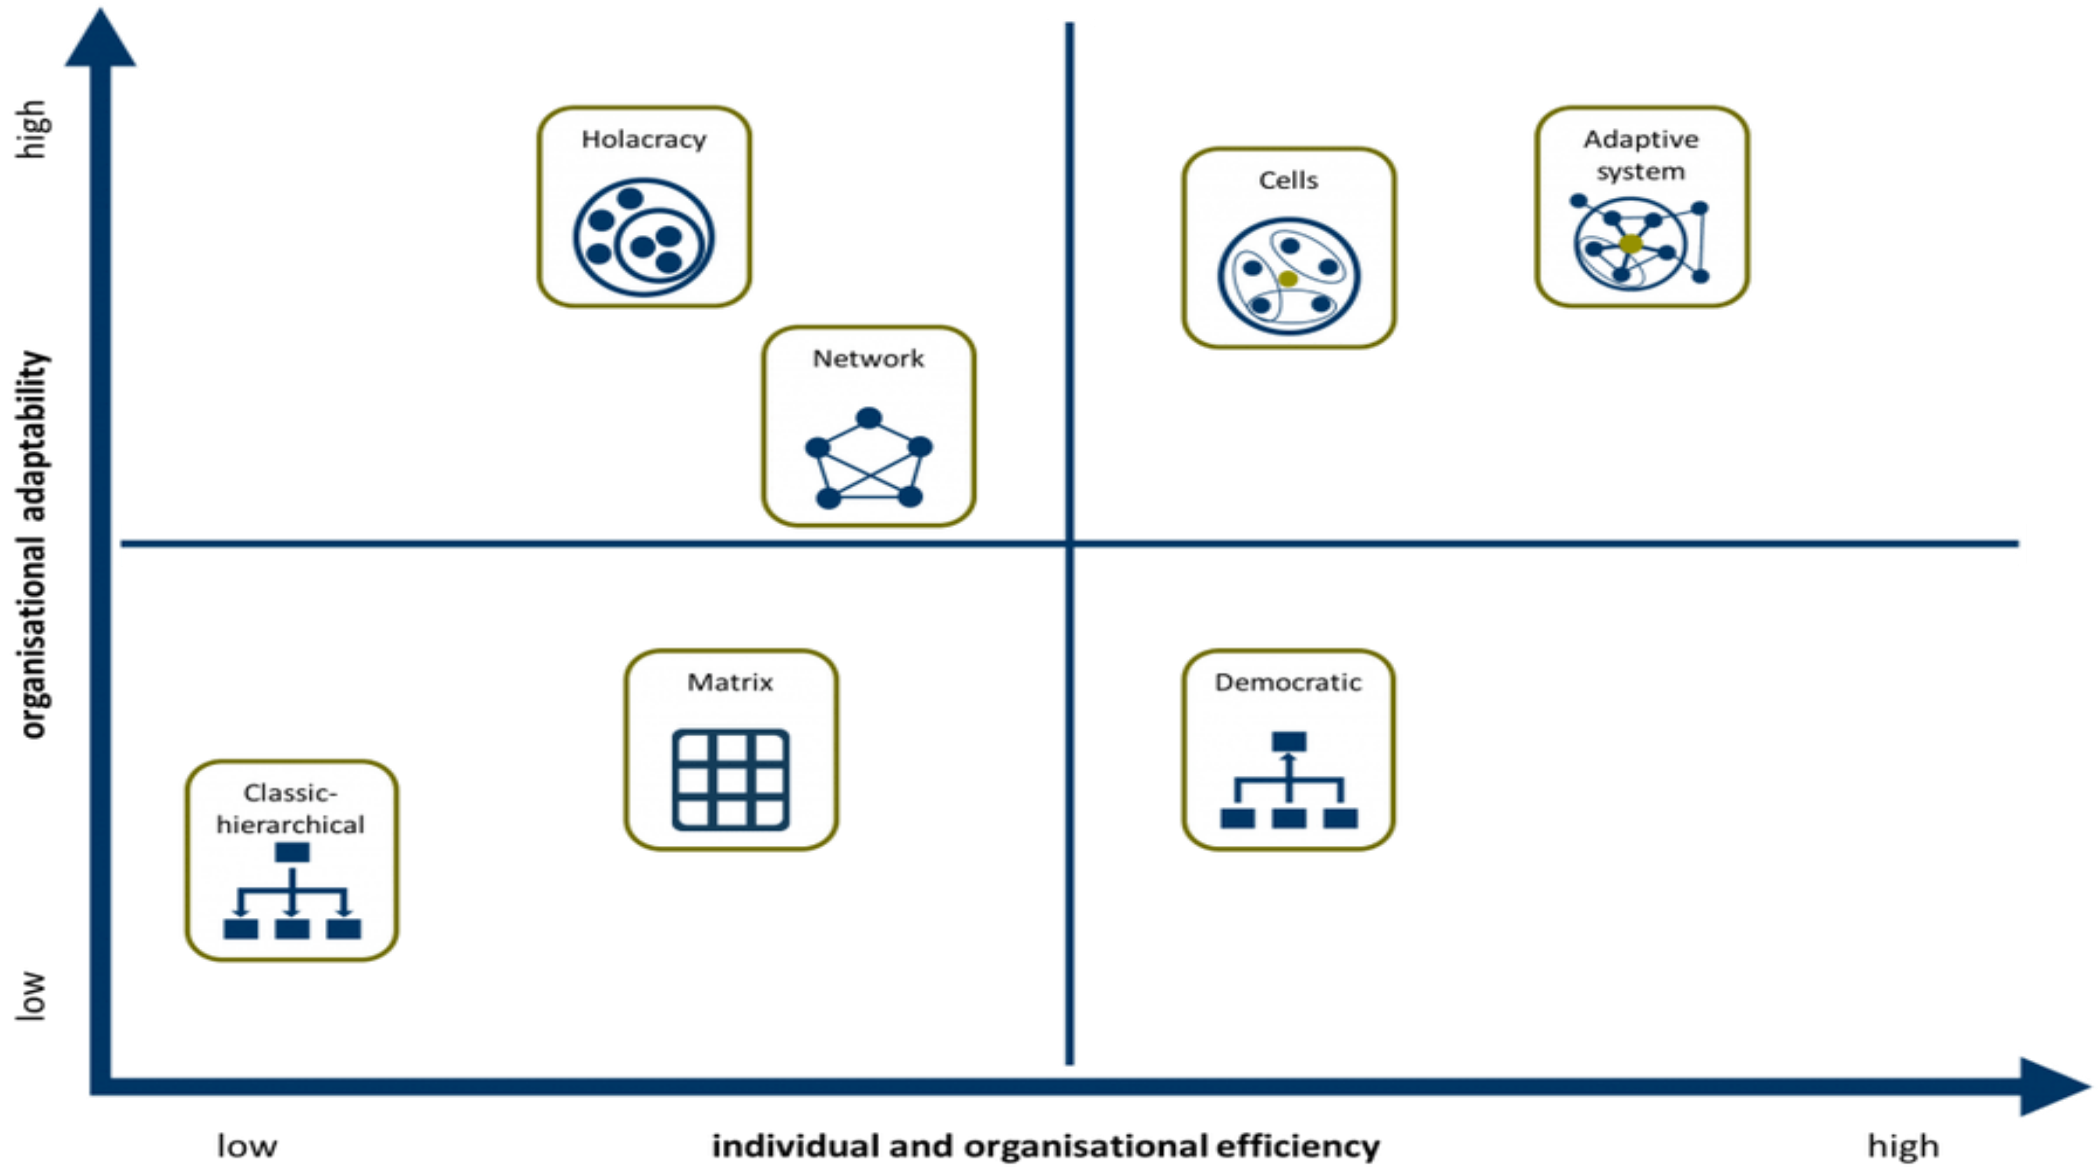 high
Holacracy
Adaptive
system
Cells
Network
organisational adaptability
Matrix
Democratic
Classic-
hierarchical
low
low
individual and organisational efficiency
high